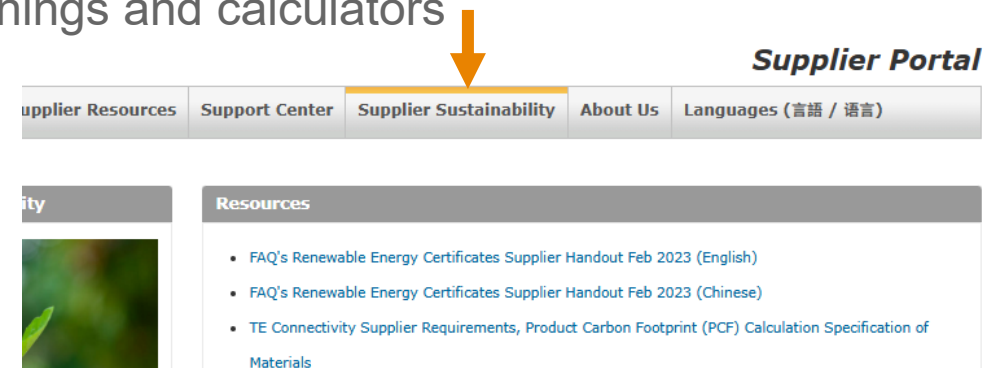 nings and calculators
Supplier Portal
upplier Resources Support Center Supplier Sustainability About Us Languages (言語 / 语言)
ity
Resources
• FAQ's Renewable Energy Certificates Supplier Handout Feb 2023 (English)
• FAQ's Renewable Energy Certificates Supplier Handout Feb 2023 (Chinese)
• TE Connectivity Supplier Requirements, Product Carbon Footprint (PCF) Calculation Specification of
Materials